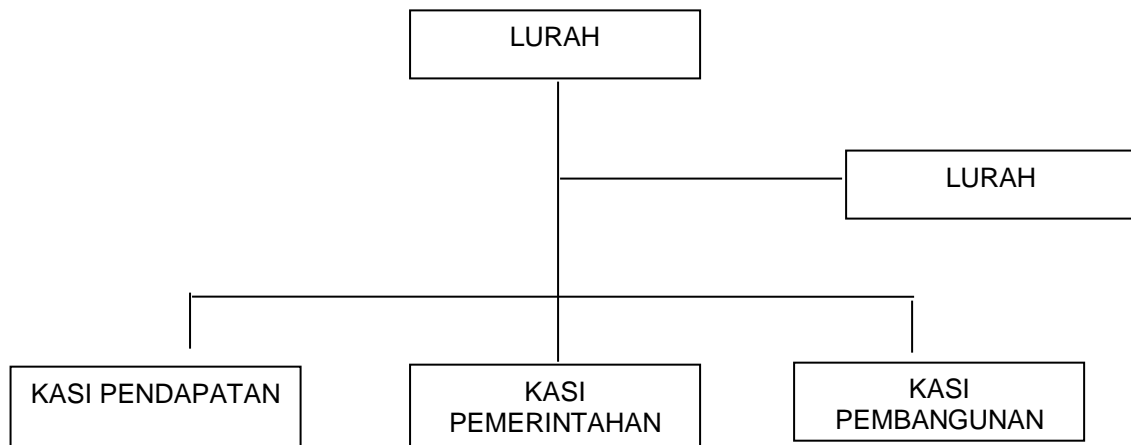 LURAH
LURAH
KASI PENDAPATAN
KASI
PEMERINTAHAN
KASI
PEMBANGUNAN